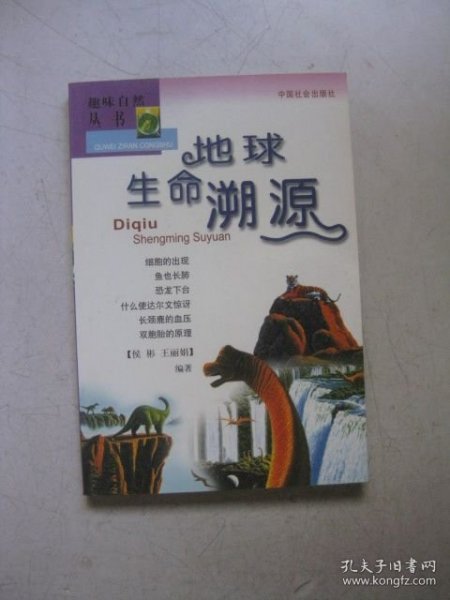 趣味自然
丛书
QUWEI ZIRAN CONGSHU
中国社会出版社
地球
生命溯源
Diqiu
Shengming Suyuan
细胞的出现
鱼也长肺
恐龙下台
什么使达尔文惊讶
长颈鹿的血压
双胞胎的原理
【侯 彬 王丽娟】
编著
孔夫子旧书网
www.kongfz.com